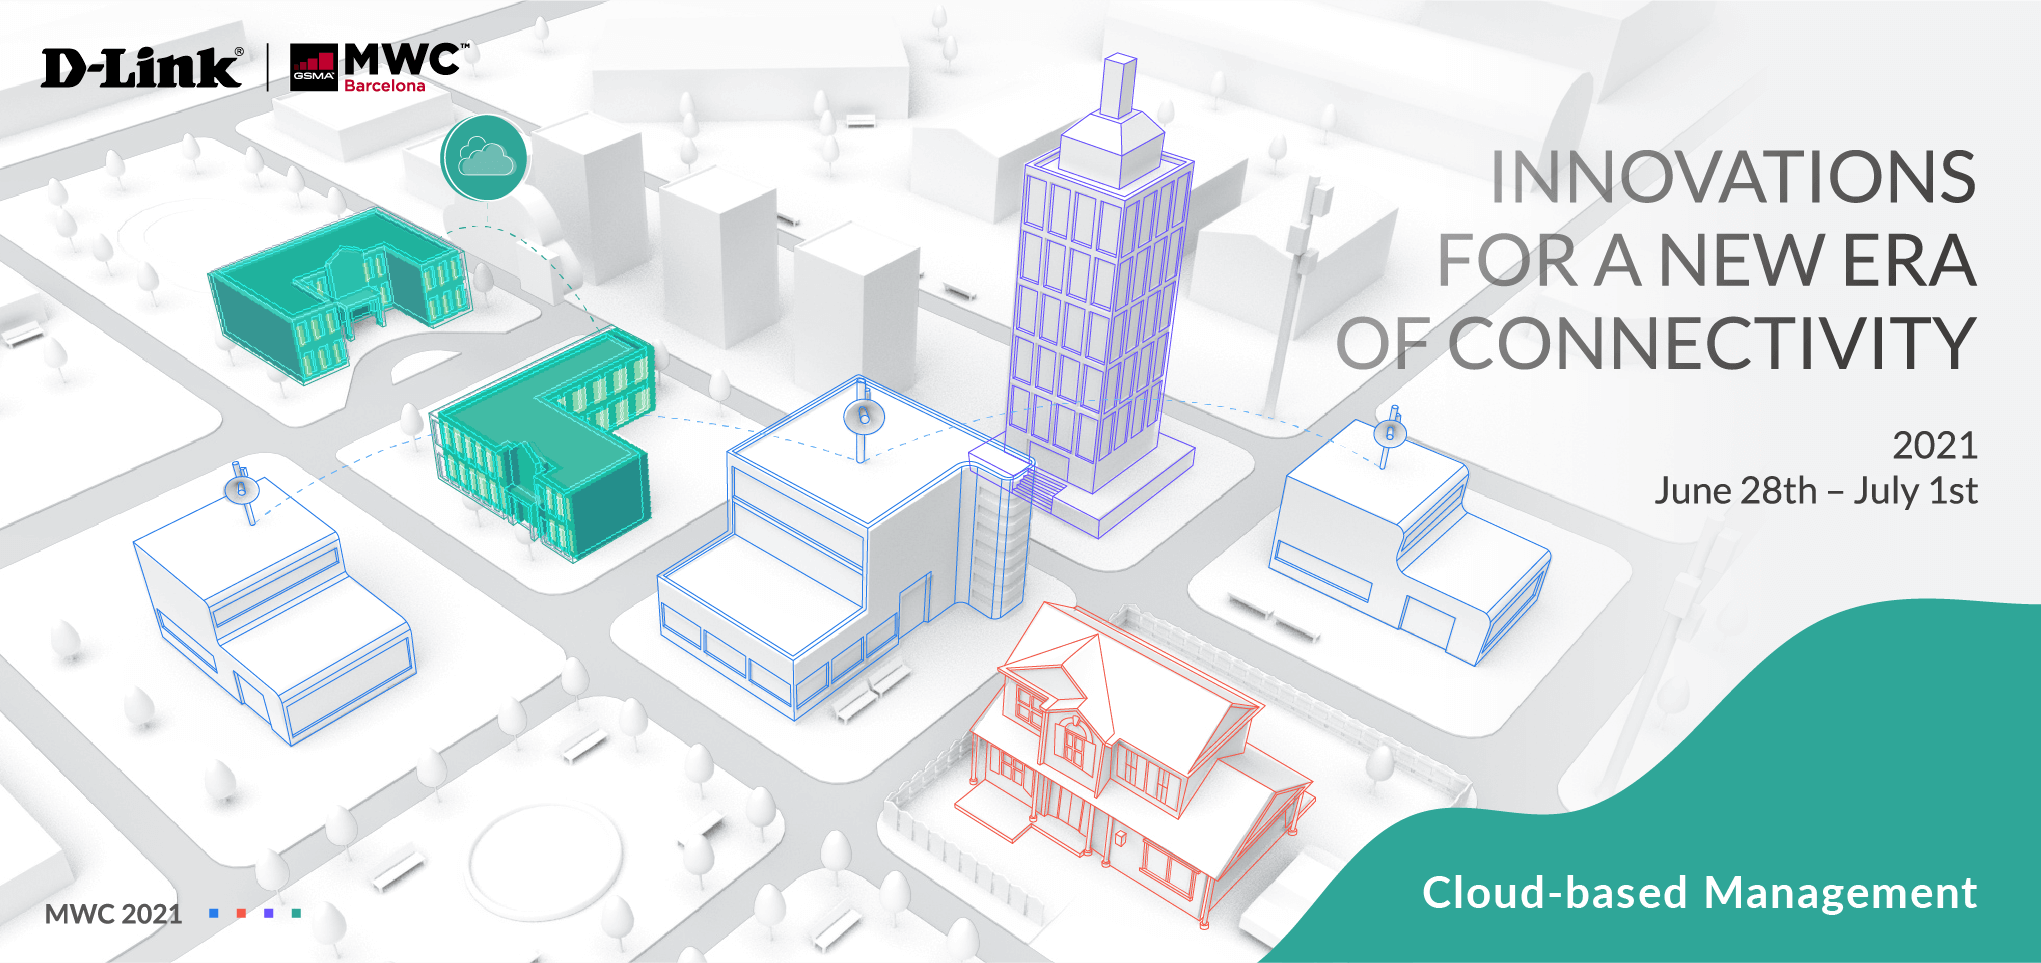 D-Link®
GSMA
MWC™
Barcelona
INNOVATIONS
FOR A NEW ERA
OF CONNECTIVITY
2021
June 28th – July 1st
Cloud-based Management
MWC 2021